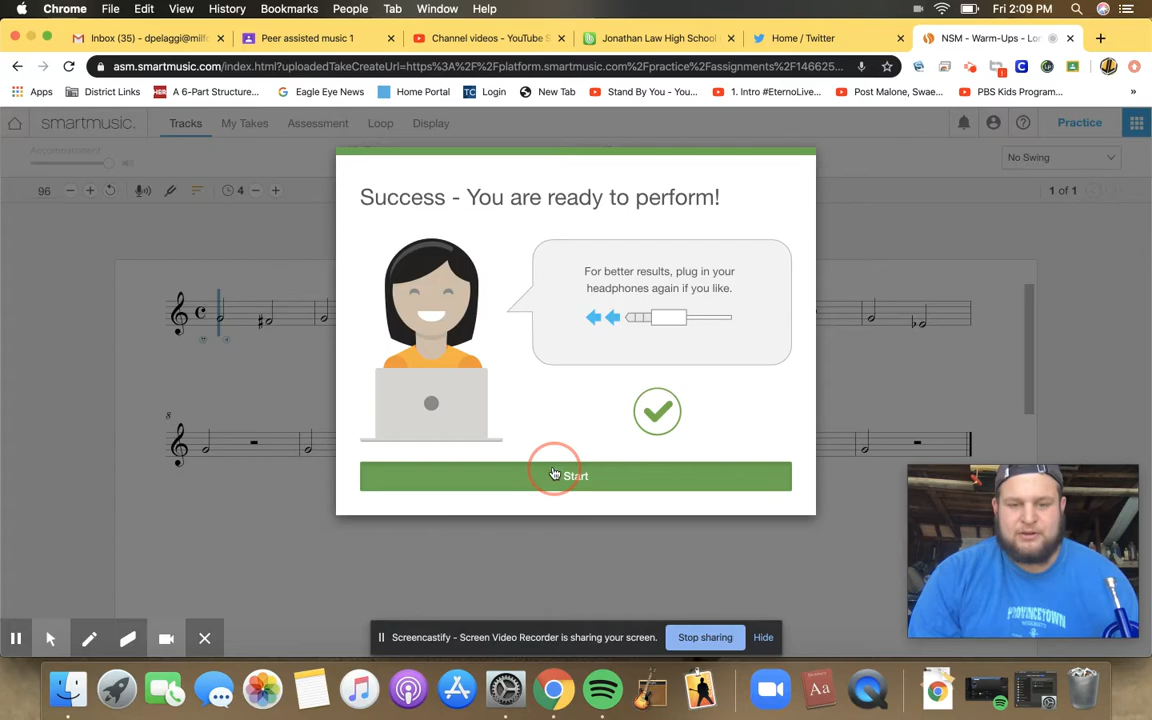 Chrome File Edit View History Bookmarks People Tab Window Help Fri 2:09 PM
Inbox (35) - dpelaggi@milf Peer assisted music 1 Channel videos - YouTube S Jonathan Law High School Home / Twitter NSM - Warm-Ups - Lor
asm.smartmusic.com/index.html?uploadedTakeCreateUrl=https%3A%2F%2Fplatform.smartmusic.com%2Fpractice%2Fassignments%2F146625...
Apps District Links A 6-Part Structure... Eagle Eye News Home Portal Login New Tab Stand By You - You... 1. Intro #EternoLive... Post Malone, Swae... PBS Kids Program... »
smartmusic. Tracks My Takes Assessment Loop Display Practice
Accompaniment
No Swing
96 4 1 of 1
Success - You are ready to perform!
For better results, plug in your
headphones again if you like.
8
Start
PROVINCETOWN
Screencastify - Screen Video Recorder is sharing your screen. Stop sharing Hide
Aa